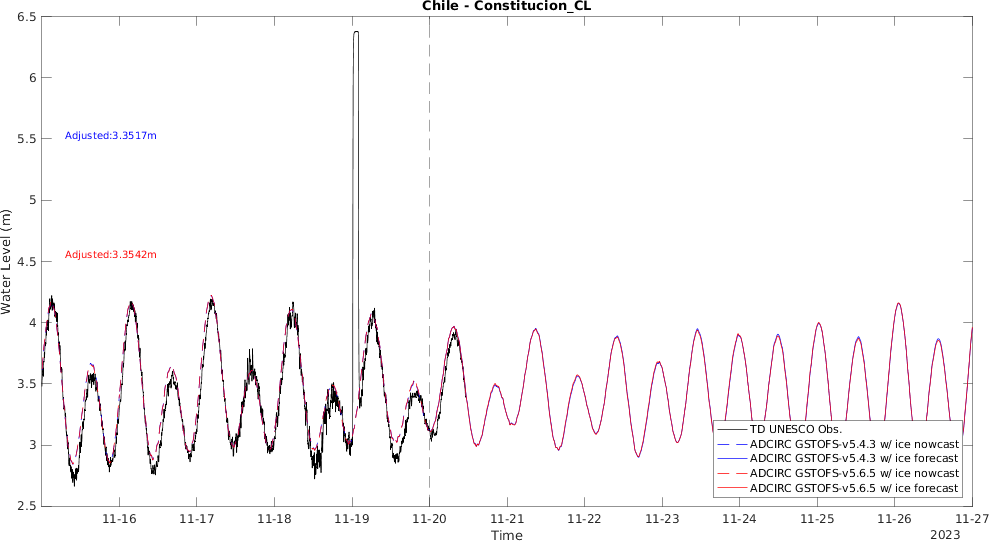 Chile - Constitucion_CL
6.5
6
5.5
5
4.5
4
3.5
3
2.5
Water Level (m)
Adjusted:3.3517m
Adjusted:3.3542m
TD UNESCO Obs.
ADCIRC GSTOFS-v5.4.3 w/ ice nowcast
ADCIRC GSTOFS-v5.4.3 w/ ice forecast
ADCIRC GSTOFS-v5.6.5 w/ ice nowcast
ADCIRC GSTOFS-v5.6.5 w/ ice forecast
11-16 11-17 11-18 11-19 11-20 11-21 11-22 11-23 11-24 11-25 11-26 11-27
Time
2023